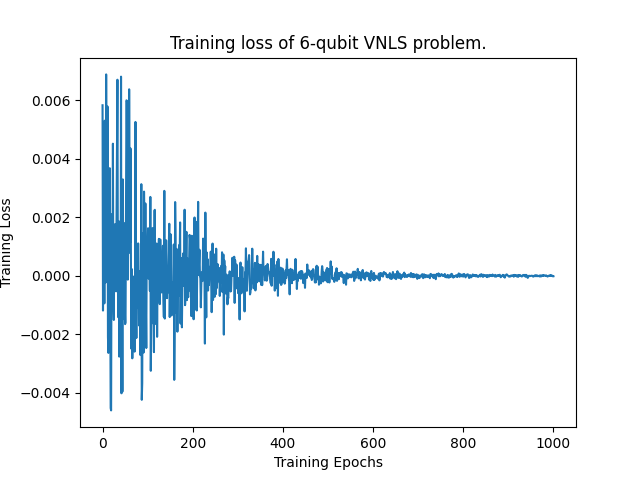 Training loss of 6-qubit VNLS problem.
Training Loss
0.006
0.004
0.002
0.000
−0.002
−0.004
0 200 400 600 800 1000
Training Epochs